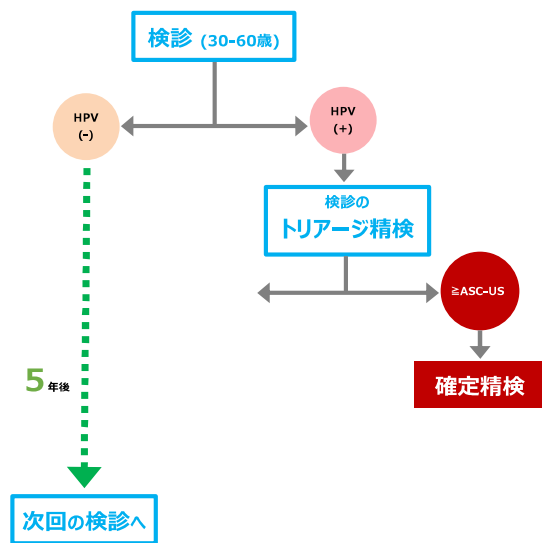 検診 (30-60歳)
HPV
(-)
HPV
(+)
検診の
トリアージ精検
≧ASC-US
確定精検
5年後
次回の検診へ